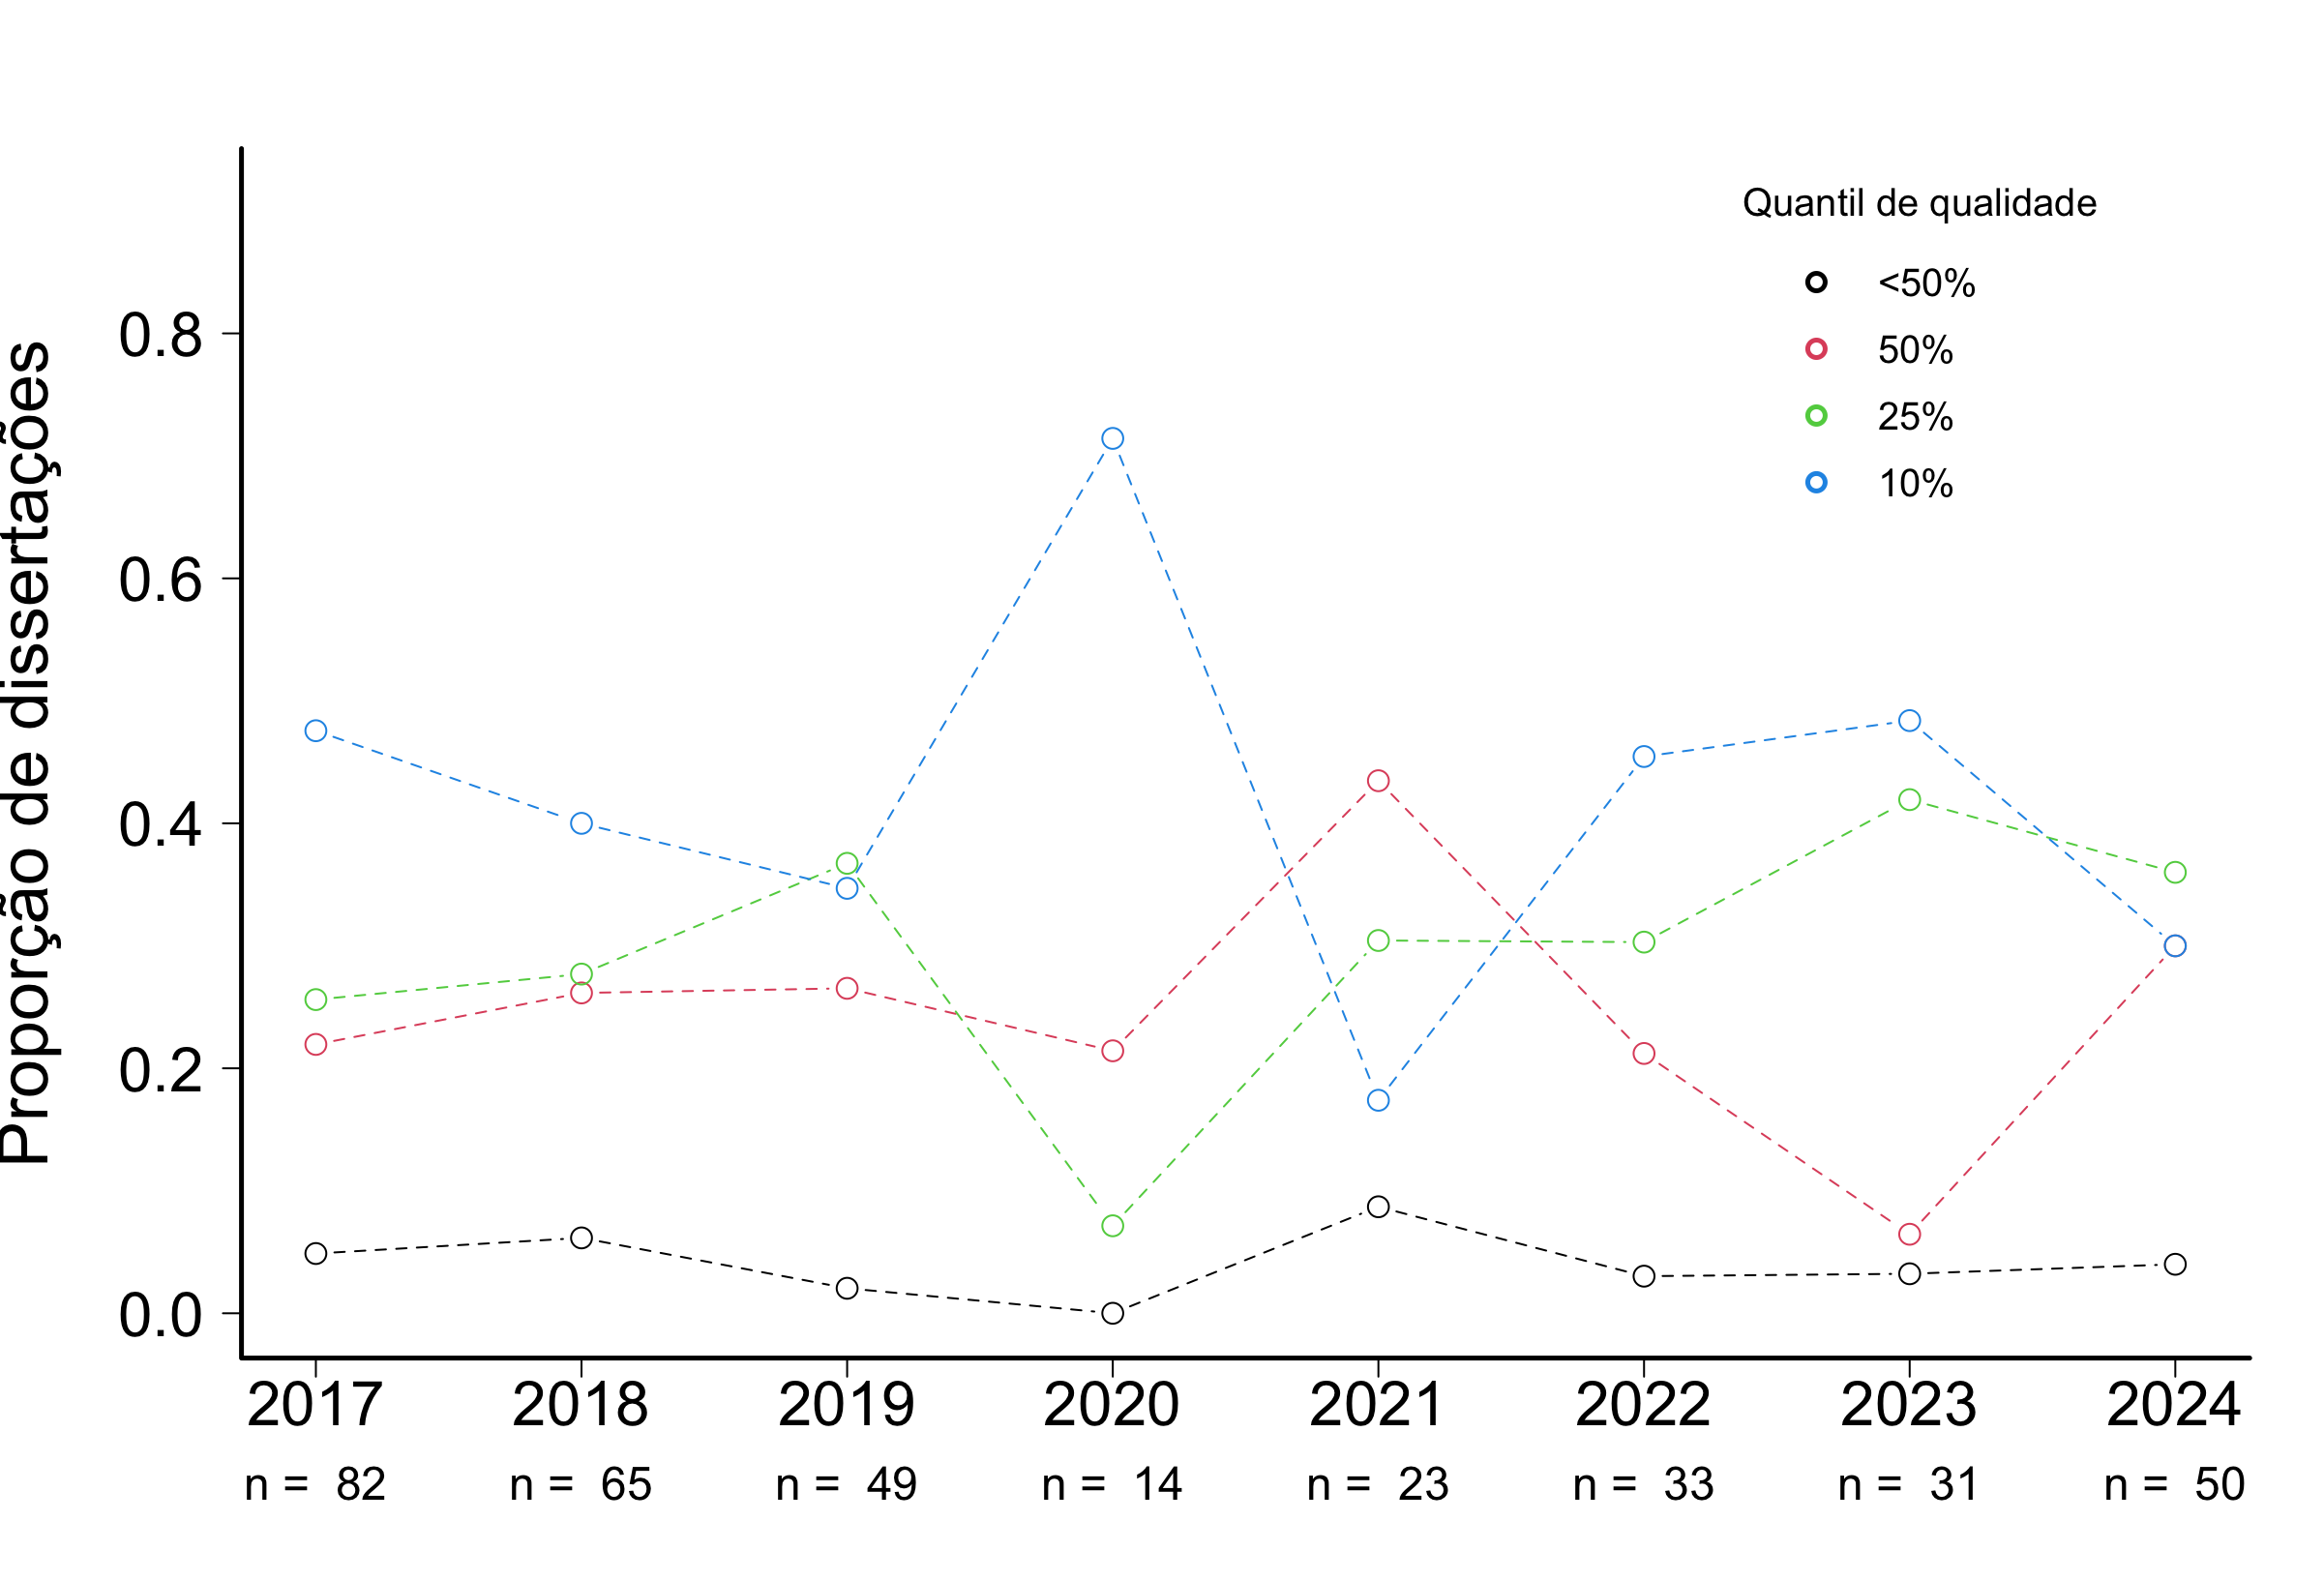 Quantil de qualidade
<50%
50%
25%
10%
Proporção de dissertações
0.8
0.6
0.4
0.2
0.0
2017 2018 2019 2020 2021 2022 2023 2024
n = 82 n = 65 n = 49 n = 14 n = 23 n = 33 n = 31 n = 50